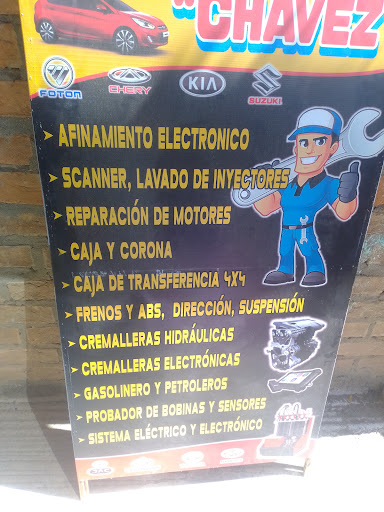 "CHAVEZ
FOTON
CHERY
KIA
SUZUKI
AFINAMIENTO ELECTRONICO
SCANNER, LAVADO DE INYECTORES
REPARACIÓN DE MOTORES
CAJA Y CORONA
CAJA DE TRANSFERENCIA 4X4
FRENOS Y ABS, DIRECCIÓN, SUSPENSIÓN
CREMALLERAS HIDRÁULICAS
CREMALLERAS ELECTRÓNICAS
GASOLINERO Y PETROLEROS
PROBADOR DE BOBINAS Y SENSORES
SISTEMA ELÉCTRICO Y ELECTRÓNICO